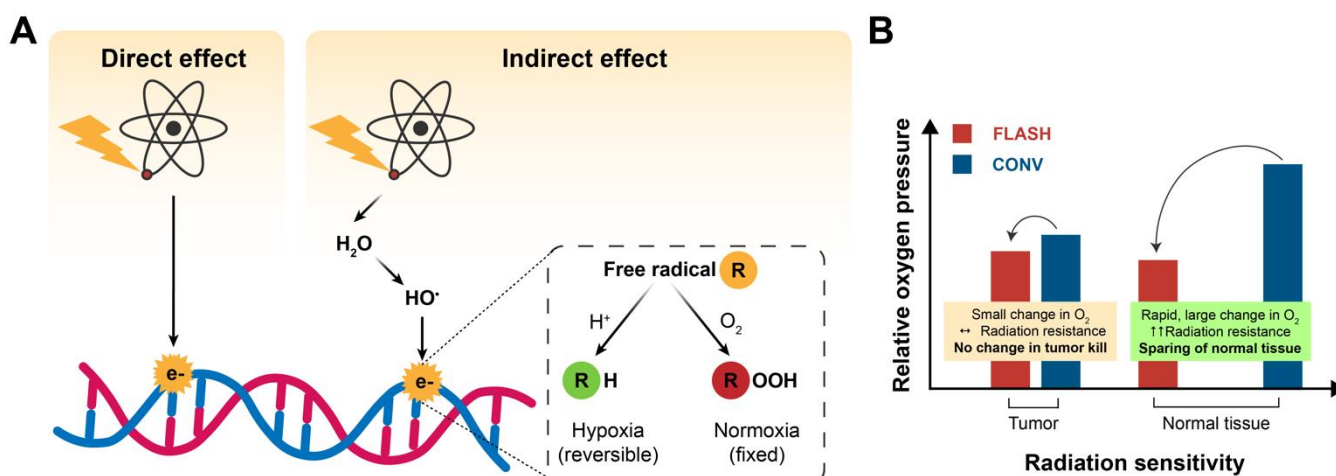 A
Direct effect
Indirect effect
H₂O
HO•
e-
e-
Free radical R
H⁺
O₂
R H
R OOH
Hypoxia
(reversible)
Normoxia
(fixed)
B
Relative oxygen pressure
FLASH
CONV
Small change in O₂
↔ Radiation resistance
No change in tumor kill
Rapid, large change in O₂
↑↑Radiation resistance
Sparing of normal tissue
Tumor
Normal tissue
Radiation sensitivity